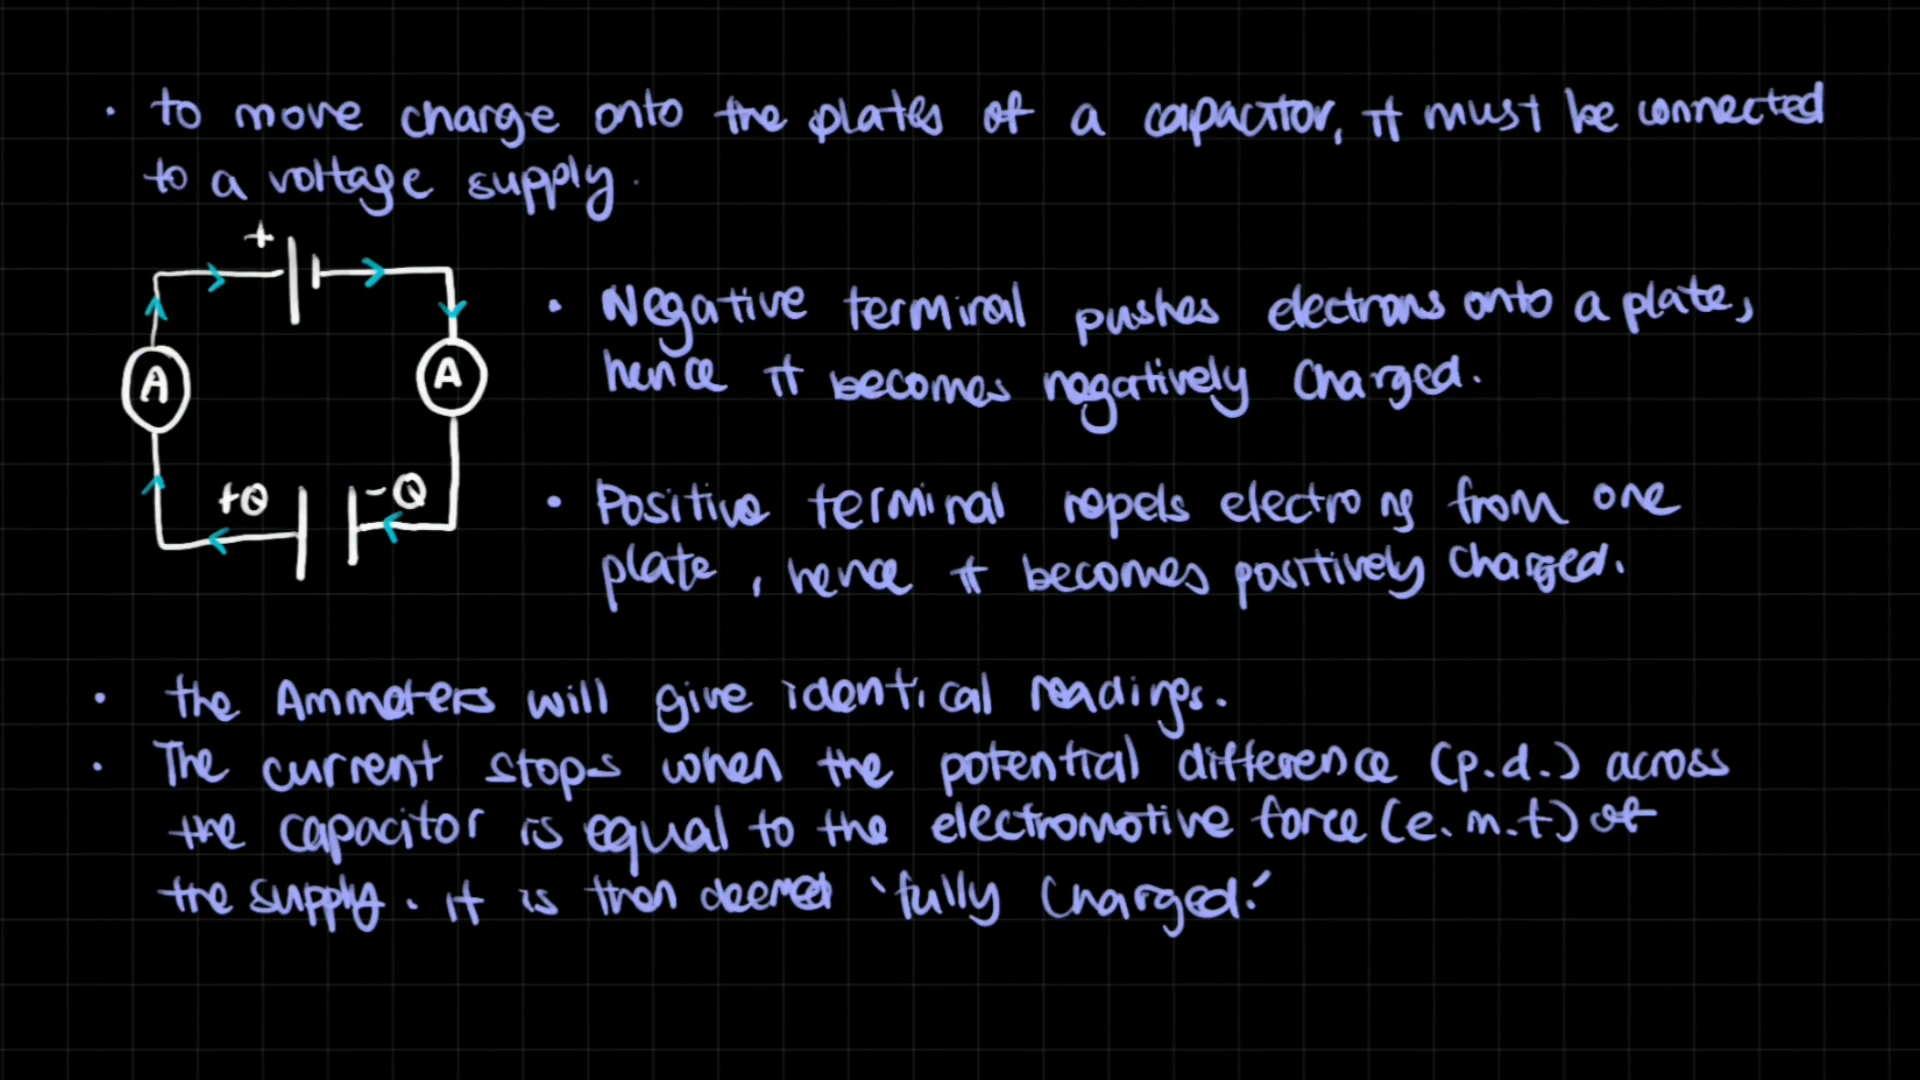 · to move charge onto the plates of a capacitor, it must be connected
to a voltage supply.
+
· Negative terminal pushes electrons onto a plate,
hence it becomes negatively charged.
A
A
+Q
-Q
· Positive terminal repels electrons from one
plate, hence it becomes positively charged.
· the Ammeters will give identical readings.
· The current stops when the potential difference (p.d.) across
the capacitor is equal to the electromotive force (e.m.f) of
the supply. it is then deemed 'fully charged.'